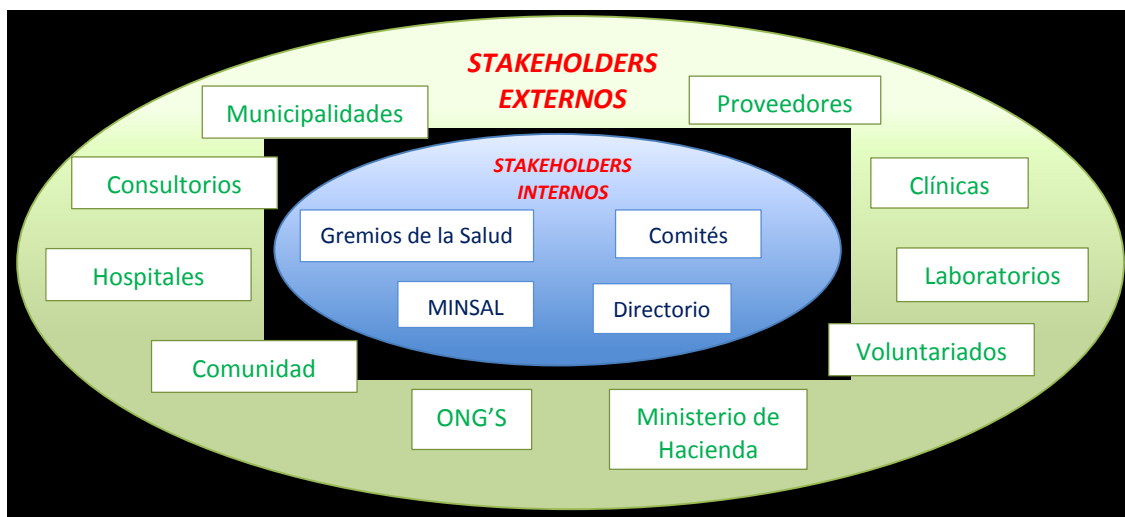 STAKEHOLDERS
EXTERNOS
Municipalidades
Proveedores
Consultorios
Clínicas
Hospitales
Laboratorios
Comunidad
Voluntariados
ONG’S
Ministerio de
Hacienda
STAKEHOLDERS
INTERNOS
Gremios de la Salud
Comités
MINSAL
Directorio